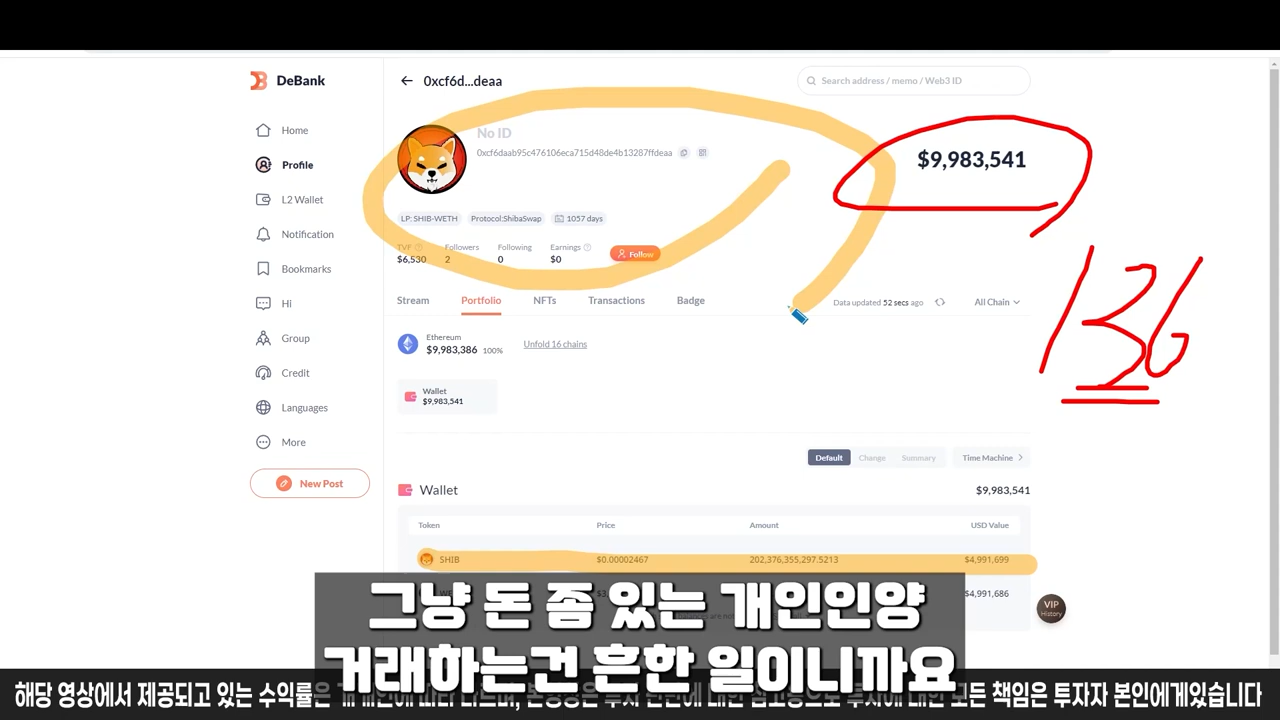 DeBank
0xcf6d...deaa
Search address / memo / Web3 ID
Home
Profile
L2 Wallet
Notification
Bookmarks
Hi
Group
Credit
Languages
More
New Post
No ID
0xcf6daab95c476106eca715d48de4b13287ffdeaa
$9,983,541
LP: SHIB-WETH
Protocol:ShibaSwap
1057 days
TVF
Followers
Following
Earnings
$6,530
2
0
$0
Follow
136
Stream
Portfolio
NFTs
Transactions
Badge
Data updated 52 secs ago
All Chain
Ethereum
$9,983,386 100%
Unfold 16 chains
Wallet
$9,983,541
Default
Change
Summary
Time Machine
Wallet
$9,983,541
Token
Price
Amount
USD Value
SHIB
$0.00002467
202,376,355,297.5213
$4,991,699
$4,991,686
VIP
History
그냥 돈 좀 있는 개인인양
거래하는건 흔한 일이니까요
해당 영상에서 제공되고 있는 수익률은
모든 책임은 투자자 본인에게있습니다